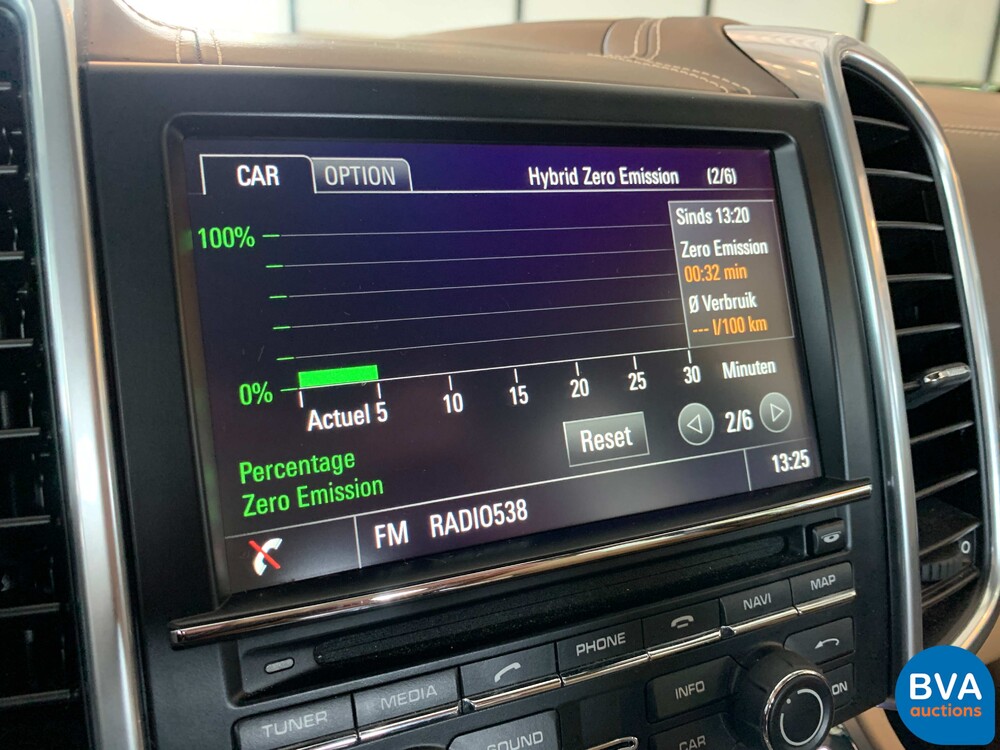 CAR OPTION Hybrid Zero Emission (2/6)
100%
Sinds 13:20
Zero Emission
00:32 min
Ø Verbruik
--- l/100 km
0%
Actuel 5 10 15 20 25 30 Minuten
Reset 2/6
Percentage
Zero Emission
13:25
FM RADIO538
TUNER MEDIA PHONE NAVI MAP
SOUND INFO
CAR
BVA
auctions